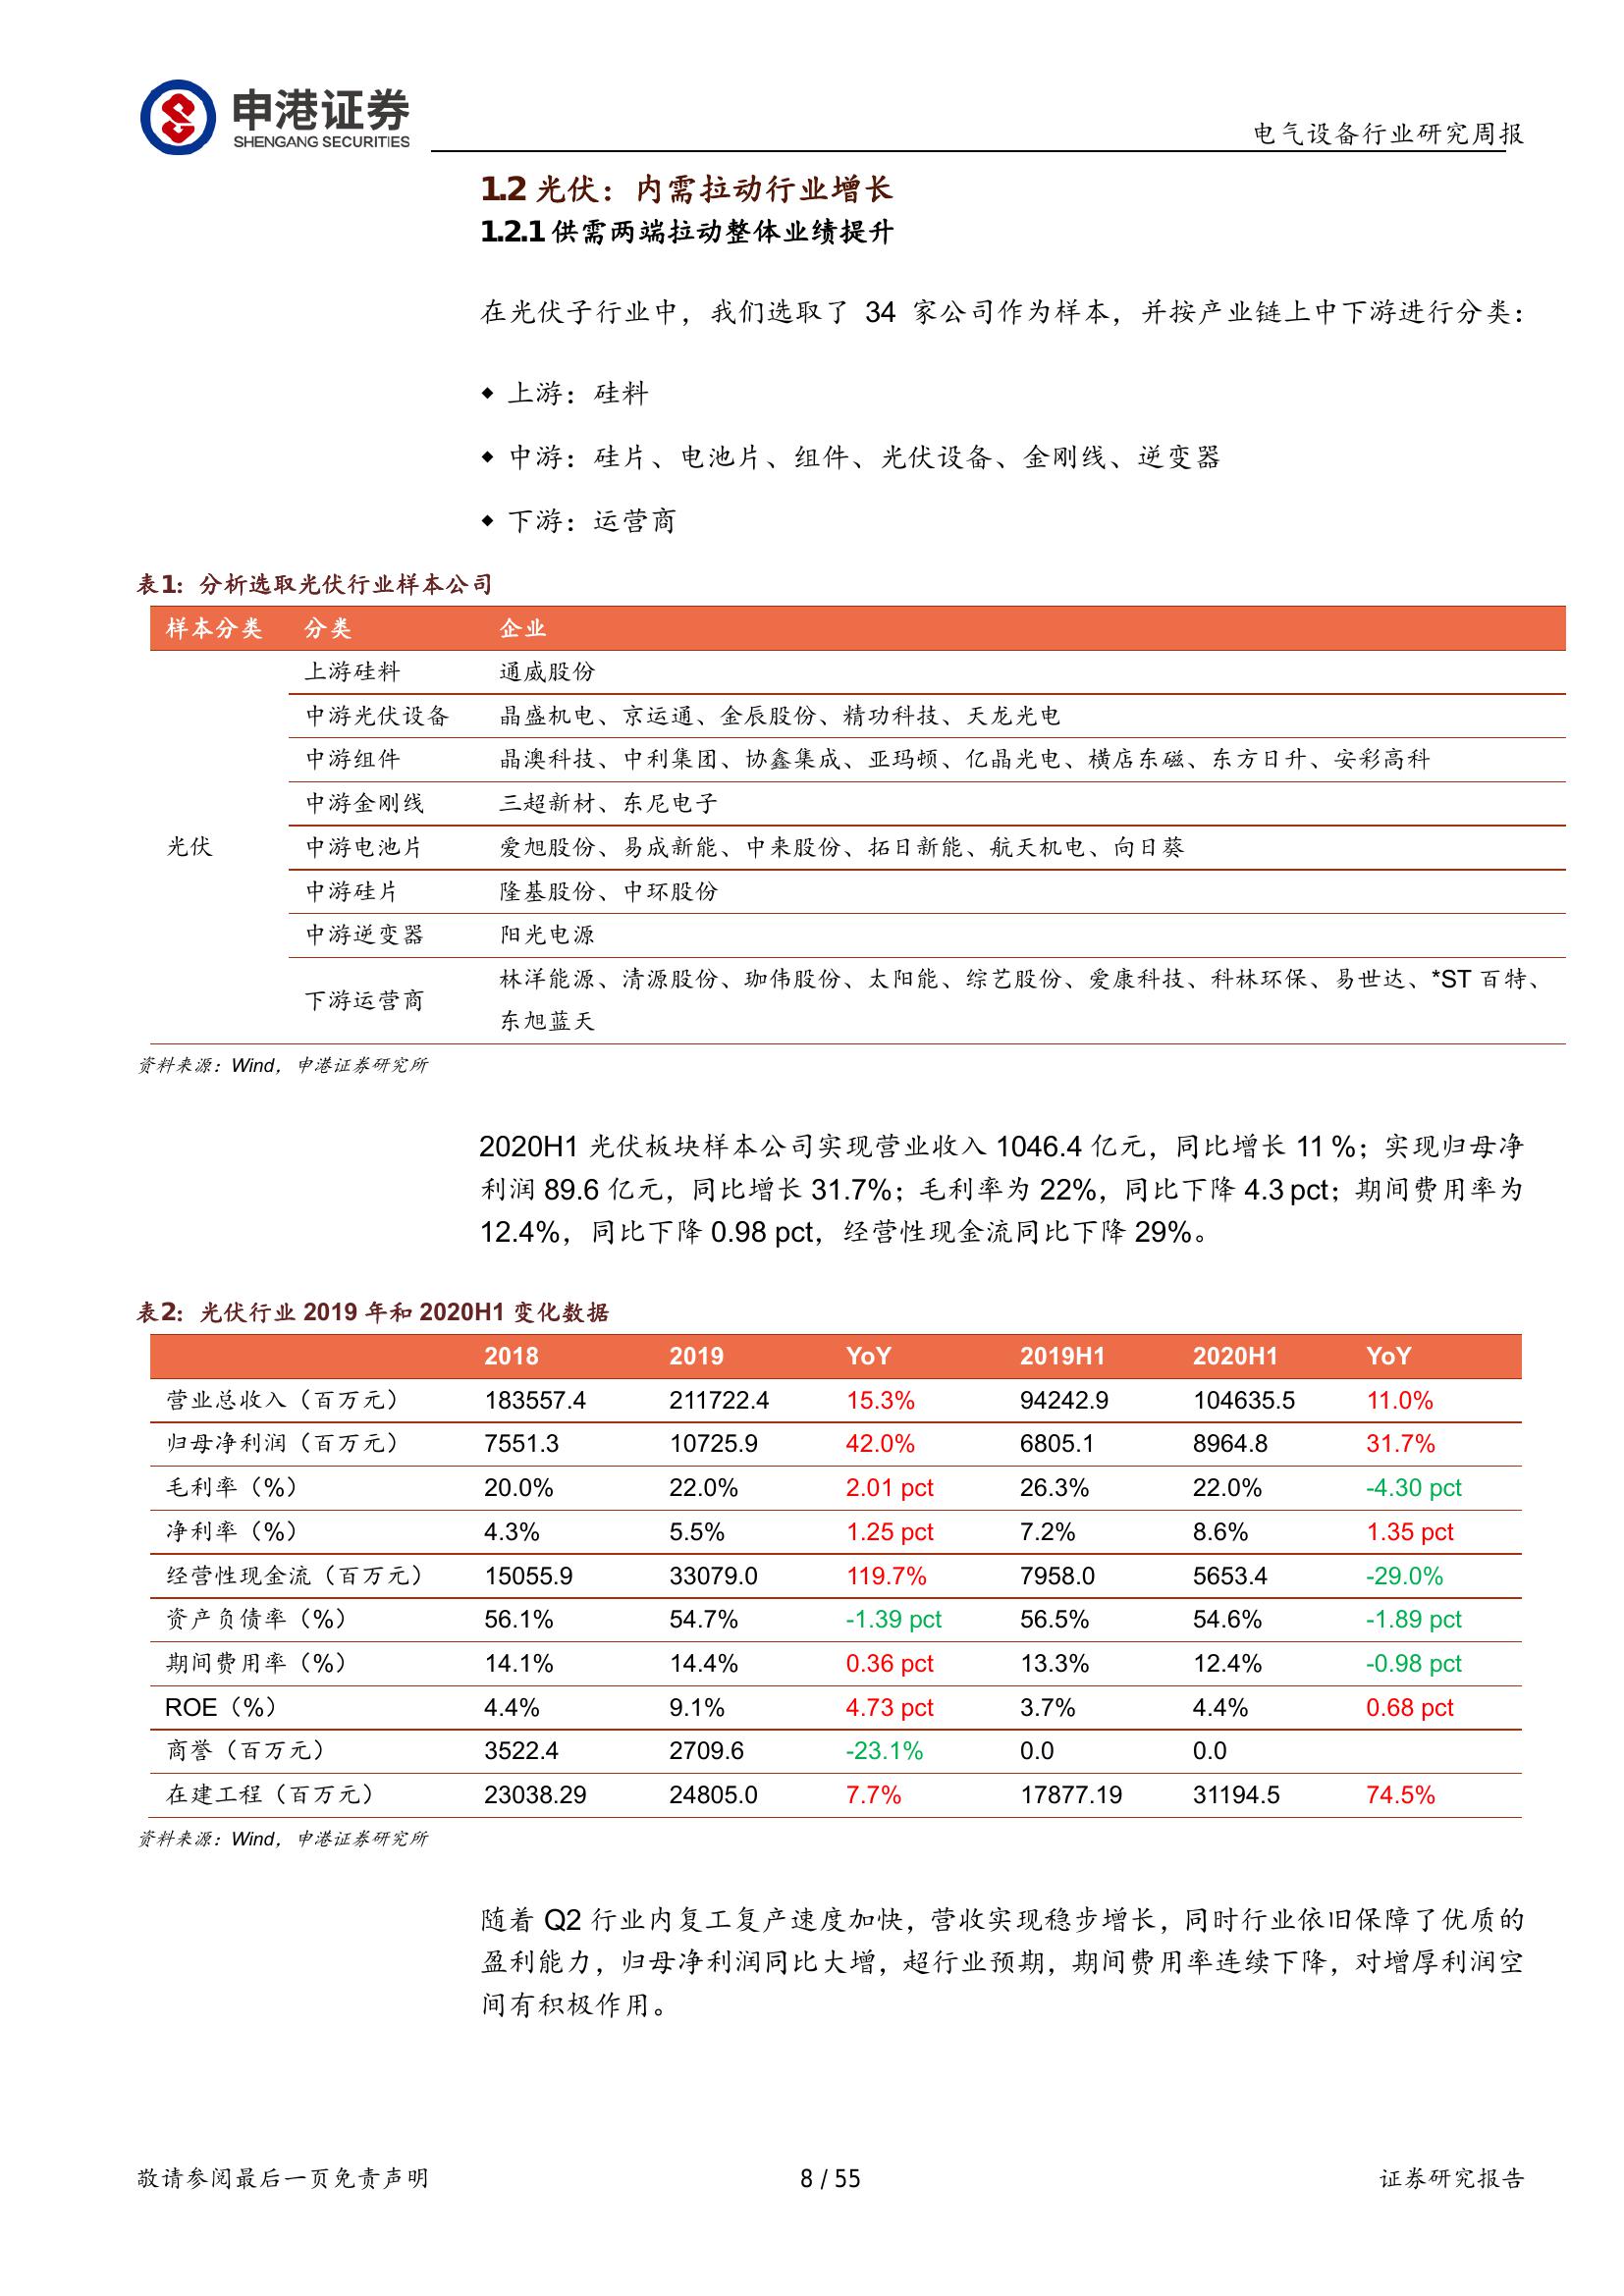 申港证券
SHENGANG SECURITIES
电气设备行业研究周报
1.2 光伏：内需拉动行业增长
1.2.1 供需两端拉动整体业绩提升
在光伏子行业中，我们选取了 34 家公司作为样本，并按产业链上中下游进行分类：
◆ 上游：硅料
◆ 中游：硅片、电池片、组件、光伏设备、金刚线、逆变器
◆ 下游：运营商
表1：分析选取光伏行业样本公司
样本分类 分类 企业
上游硅料 通威股份
中游光伏设备 晶盛机电、京运通、金辰股份、精功科技、天龙光电
中游组件 晶澳科技、中利集团、协鑫集成、亚玛顿、亿晶光电、横店东磁、东方日升、安彩高科
中游金刚线 三超新材、东尼电子
光伏 中游电池片 爱旭股份、易成新能、中来股份、拓日新能、航天机电、向日葵
中游硅片 隆基股份、中环股份
中游逆变器 阳光电源
下游运营商 林洋能源、清源股份、珈伟股份、太阳能、综艺股份、爱康科技、科林环保、易世达、*ST 百特、
东旭蓝天
资料来源：Wind，申港证券研究所
2020H1 光伏板块样本公司实现营业收入 1046.4 亿元，同比增长 11 %；实现归母净
利润 89.6 亿元，同比增长 31.7%；毛利率为 22%，同比下降 4.3 pct；期间费用率为
12.4%，同比下降 0.98 pct，经营性现金流同比下降 29%。
表2：光伏行业 2019 年和 2020H1 变化数据
2018 2019 YoY 2019H1 2020H1 YoY
营业总收入（百万元） 183557.4 211722.4 15.3% 94242.9 104635.5 11.0%
归母净利润（百万元） 7551.3 10725.9 42.0% 6805.1 8964.8 31.7%
毛利率（%） 20.0% 22.0% 2.01 pct 26.3% 22.0% -4.30 pct
净利率（%） 4.3% 5.5% 1.25 pct 7.2% 8.6% 1.35 pct
经营性现金流（百万元） 15055.9 33079.0 119.7% 7958.0 5653.4 -29.0%
资产负债率（%） 56.1% 54.7% -1.39 pct 56.5% 54.6% -1.89 pct
期间费用率（%） 14.1% 14.4% 0.36 pct 13.3% 12.4% -0.98 pct
ROE（%） 4.4% 9.1% 4.73 pct 3.7% 4.4% 0.68 pct
商誉（百万元） 3522.4 2709.6 -23.1% 0.0 0.0
在建工程（百万元） 23038.29 24805.0 7.7% 17877.19 31194.5 74.5%
资料来源：Wind，申港证券研究所
随着 Q2 行业内复工复产速度加快，营收实现稳步增长，同时行业依旧保障了优质的
盈利能力，归母净利润同比大增，超行业预期，期间费用率连续下降，对增厚利润空
间有积极作用。
敬请参阅最后一页免责声明 8 / 55 证券研究报告